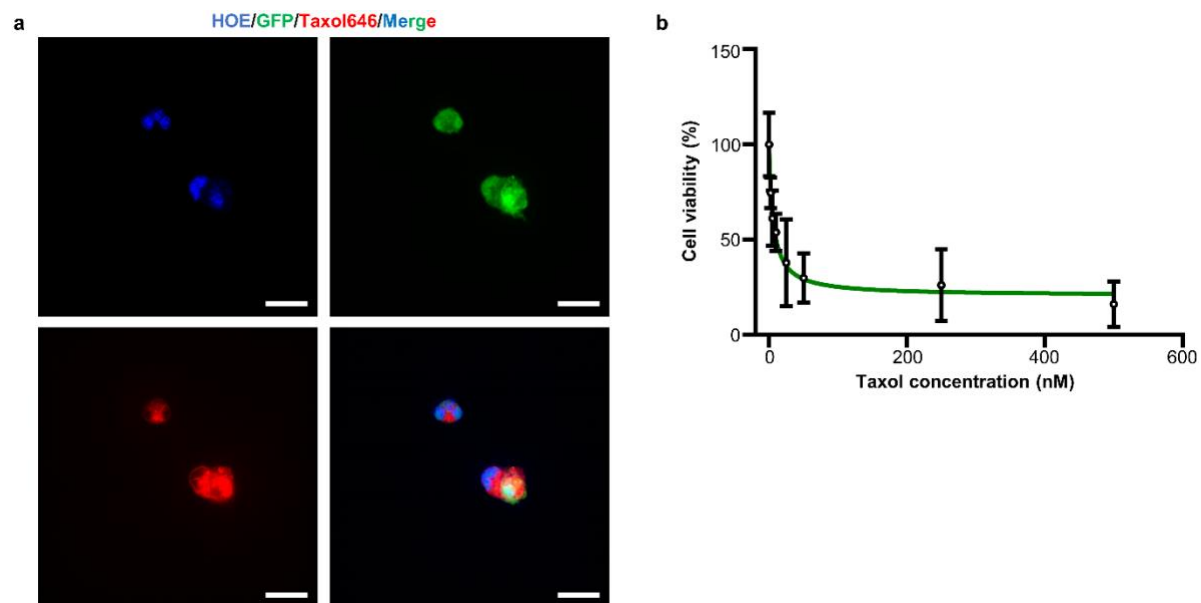 HOE/GFP/Taxol646/Merge
a
b
150
100
50
0
Cell viability (%)
0
200
400
600
Taxol concentration (nM)